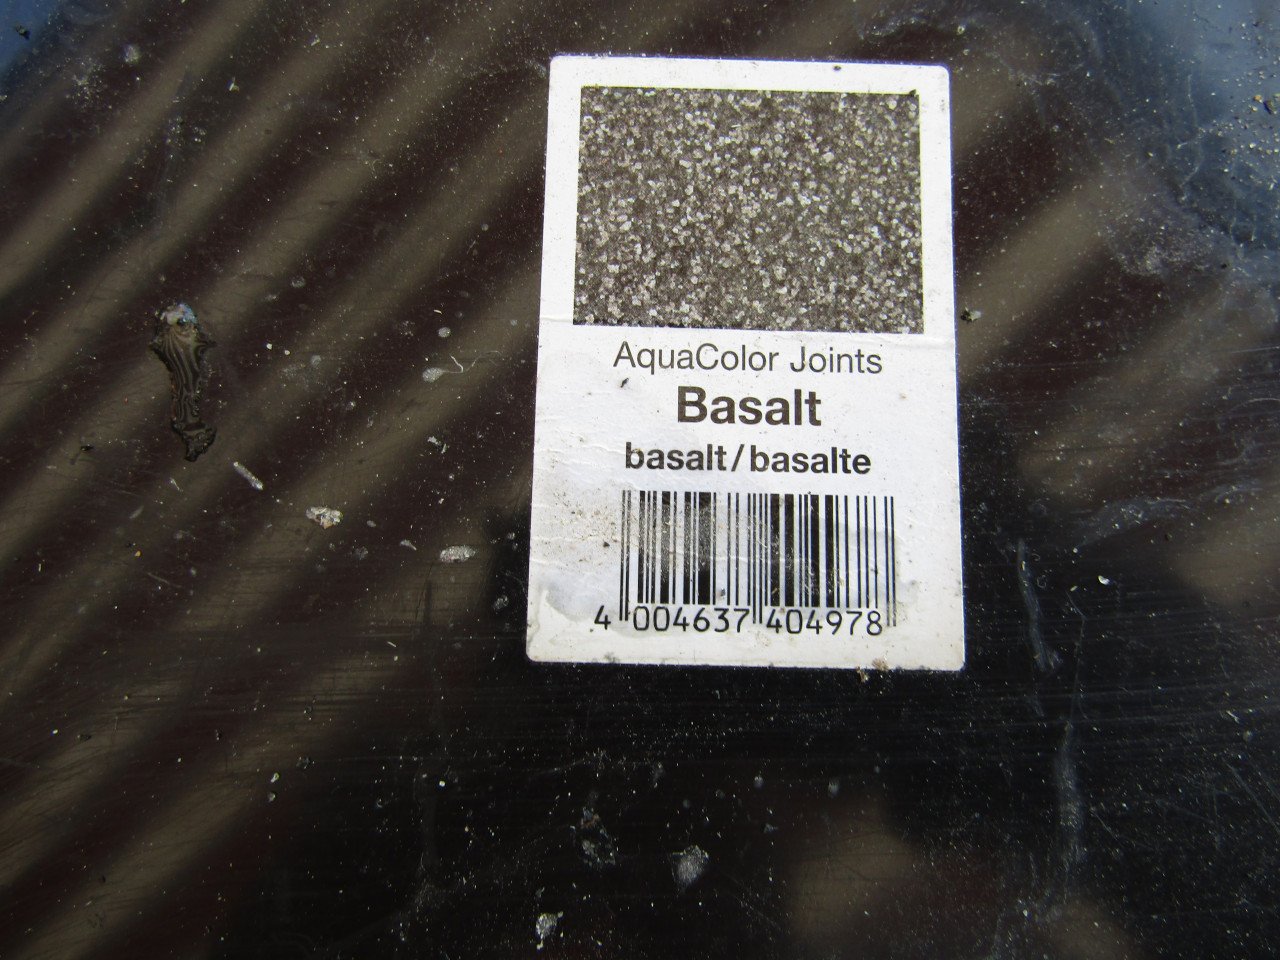 AquaColor Joints
Basalt
basalt/basalte
4 004637 404978